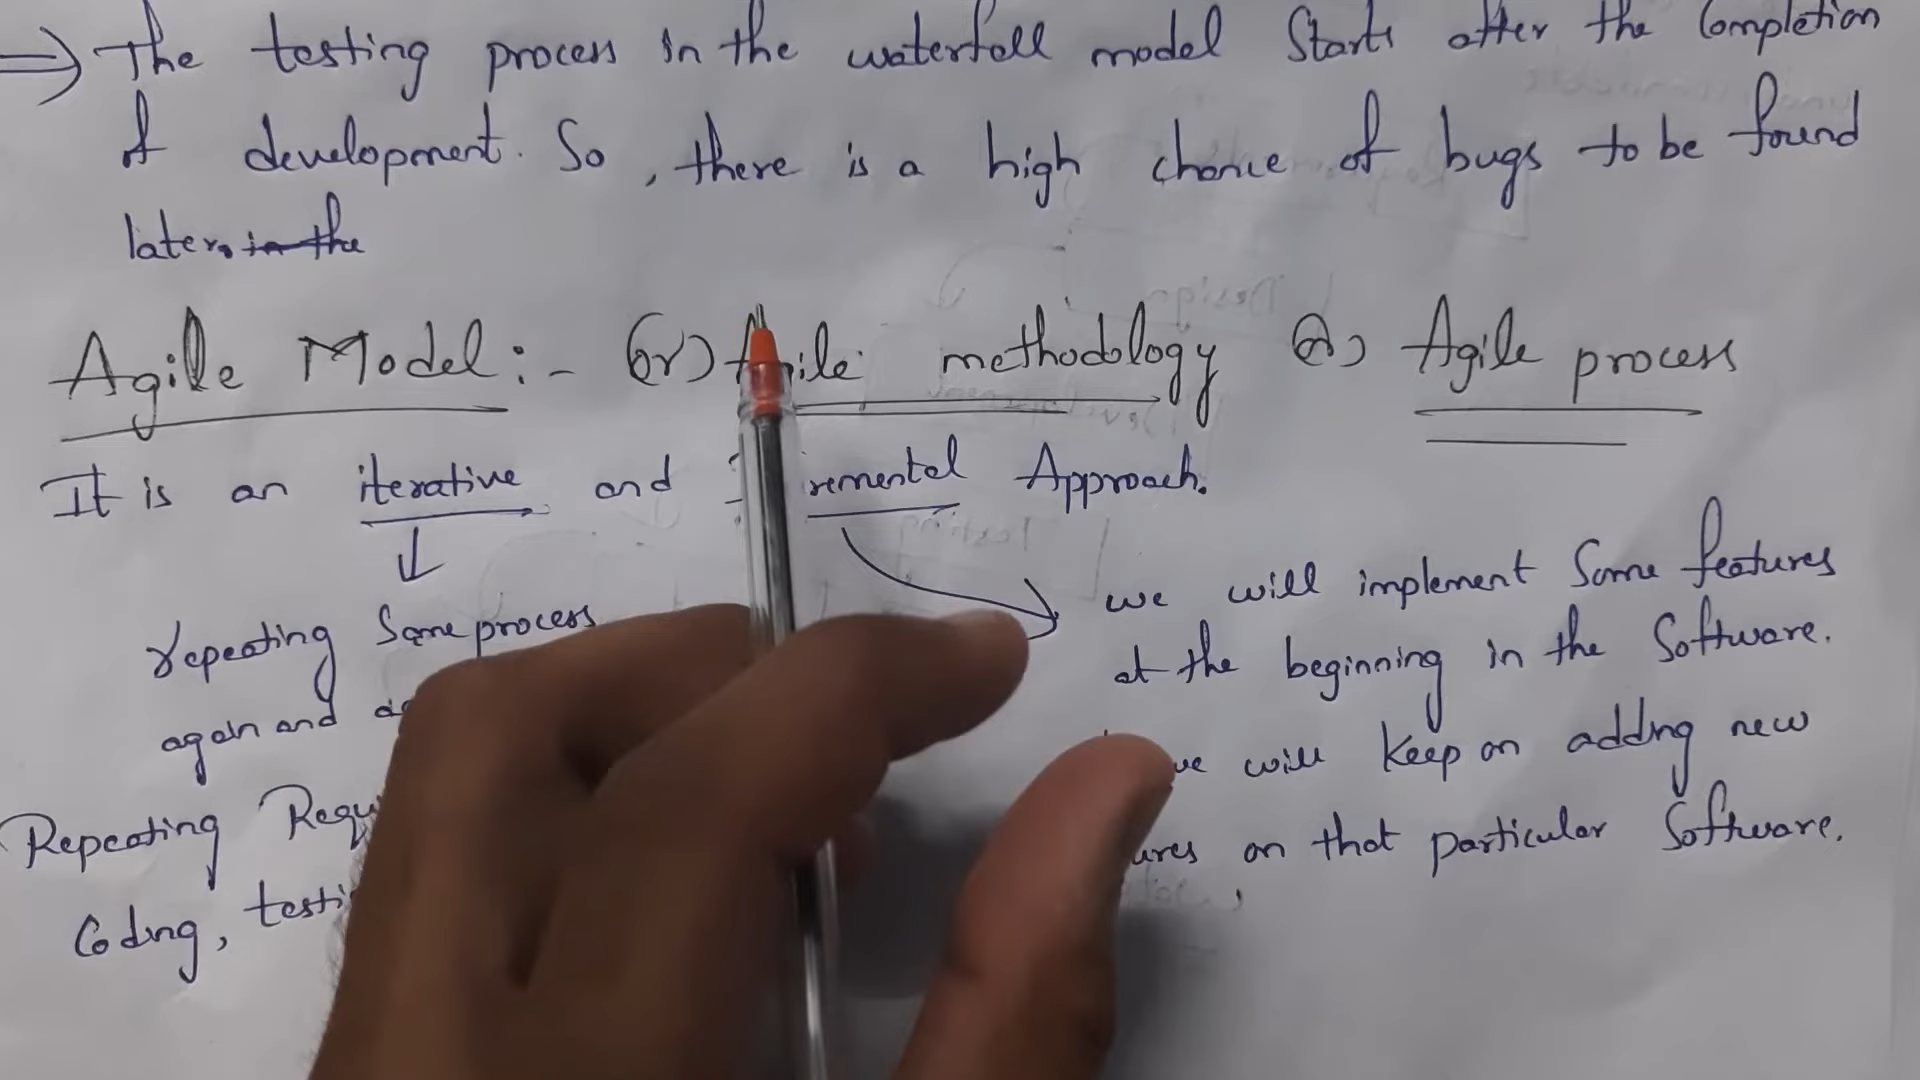 ⇒ The testing process in the waterfall model starts after the completion
of development. So, there is a high chance of bugs to be found
later. in the
Agile Model:- (or) Agile methodology (or) Agile process
It is an iterative and Approach.
↓
we will implement some features
at the beginning in the Software.
repeating Same process
again and
we will keep on adding new
on that particular Software.
Repeating
Coding,